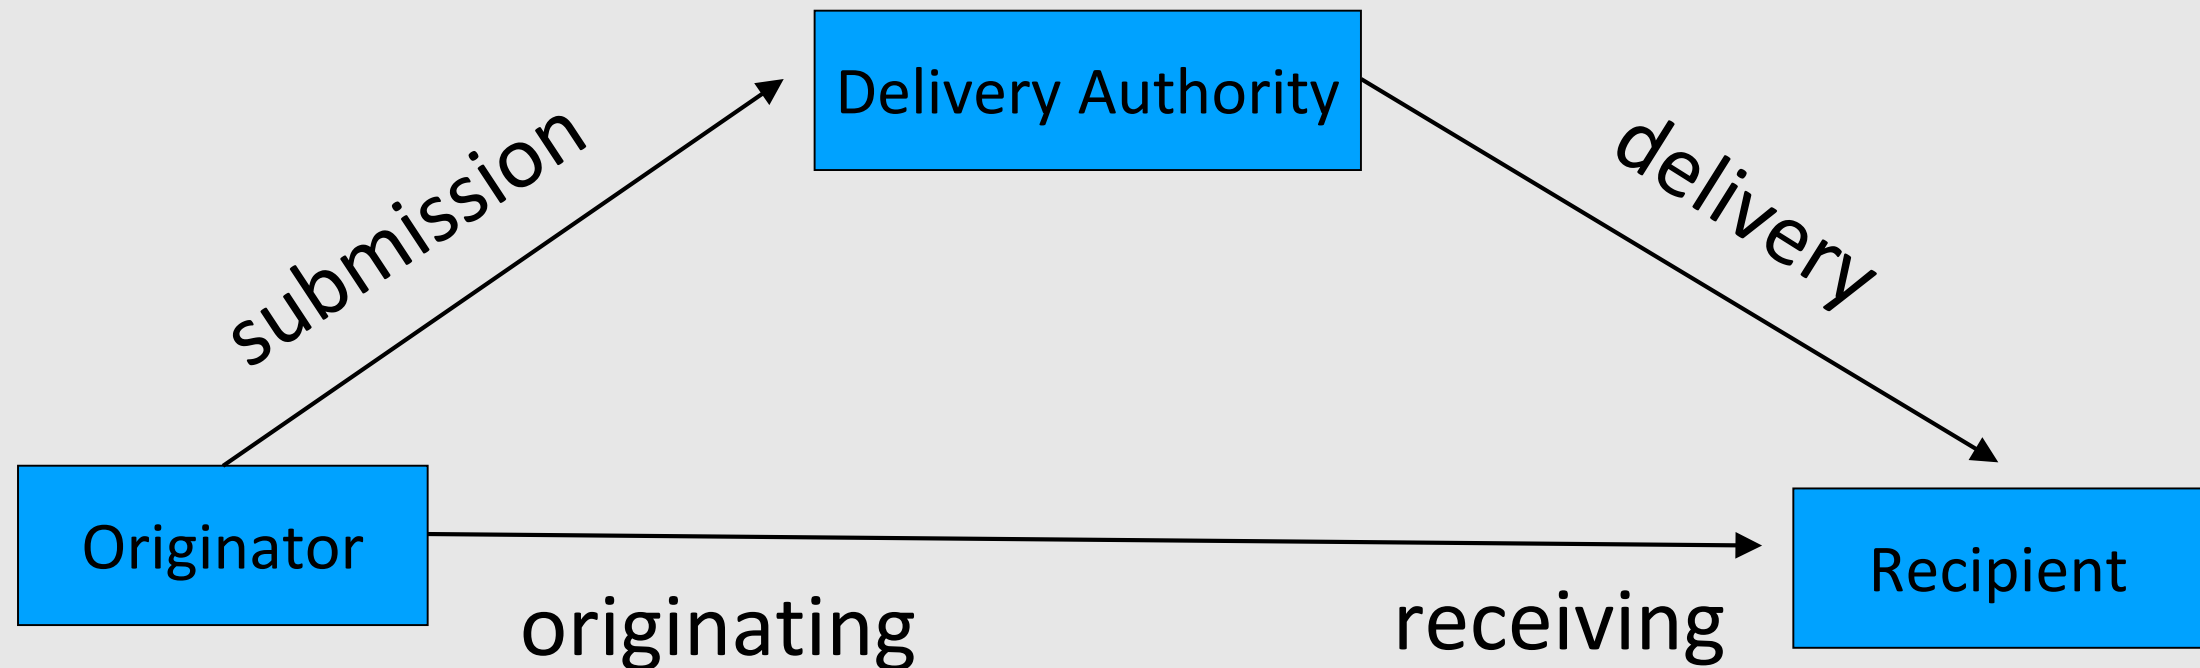 Delivery Authority
submission
delivery
Originator
Recipient
originating
receiving